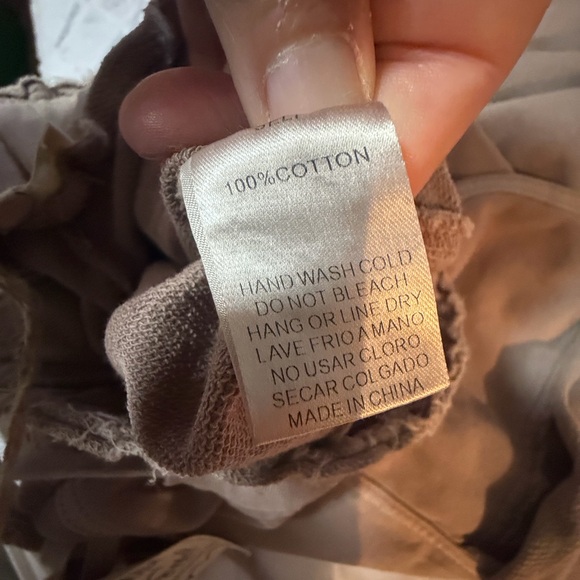 100%COTTON
HAND WASH COLD
DO NOT BLEACH
HANG OR LINE DRY
LAVE FRIO A MANO
NO USAR CLORO
SECAR COLGADO
MADE IN CHINA